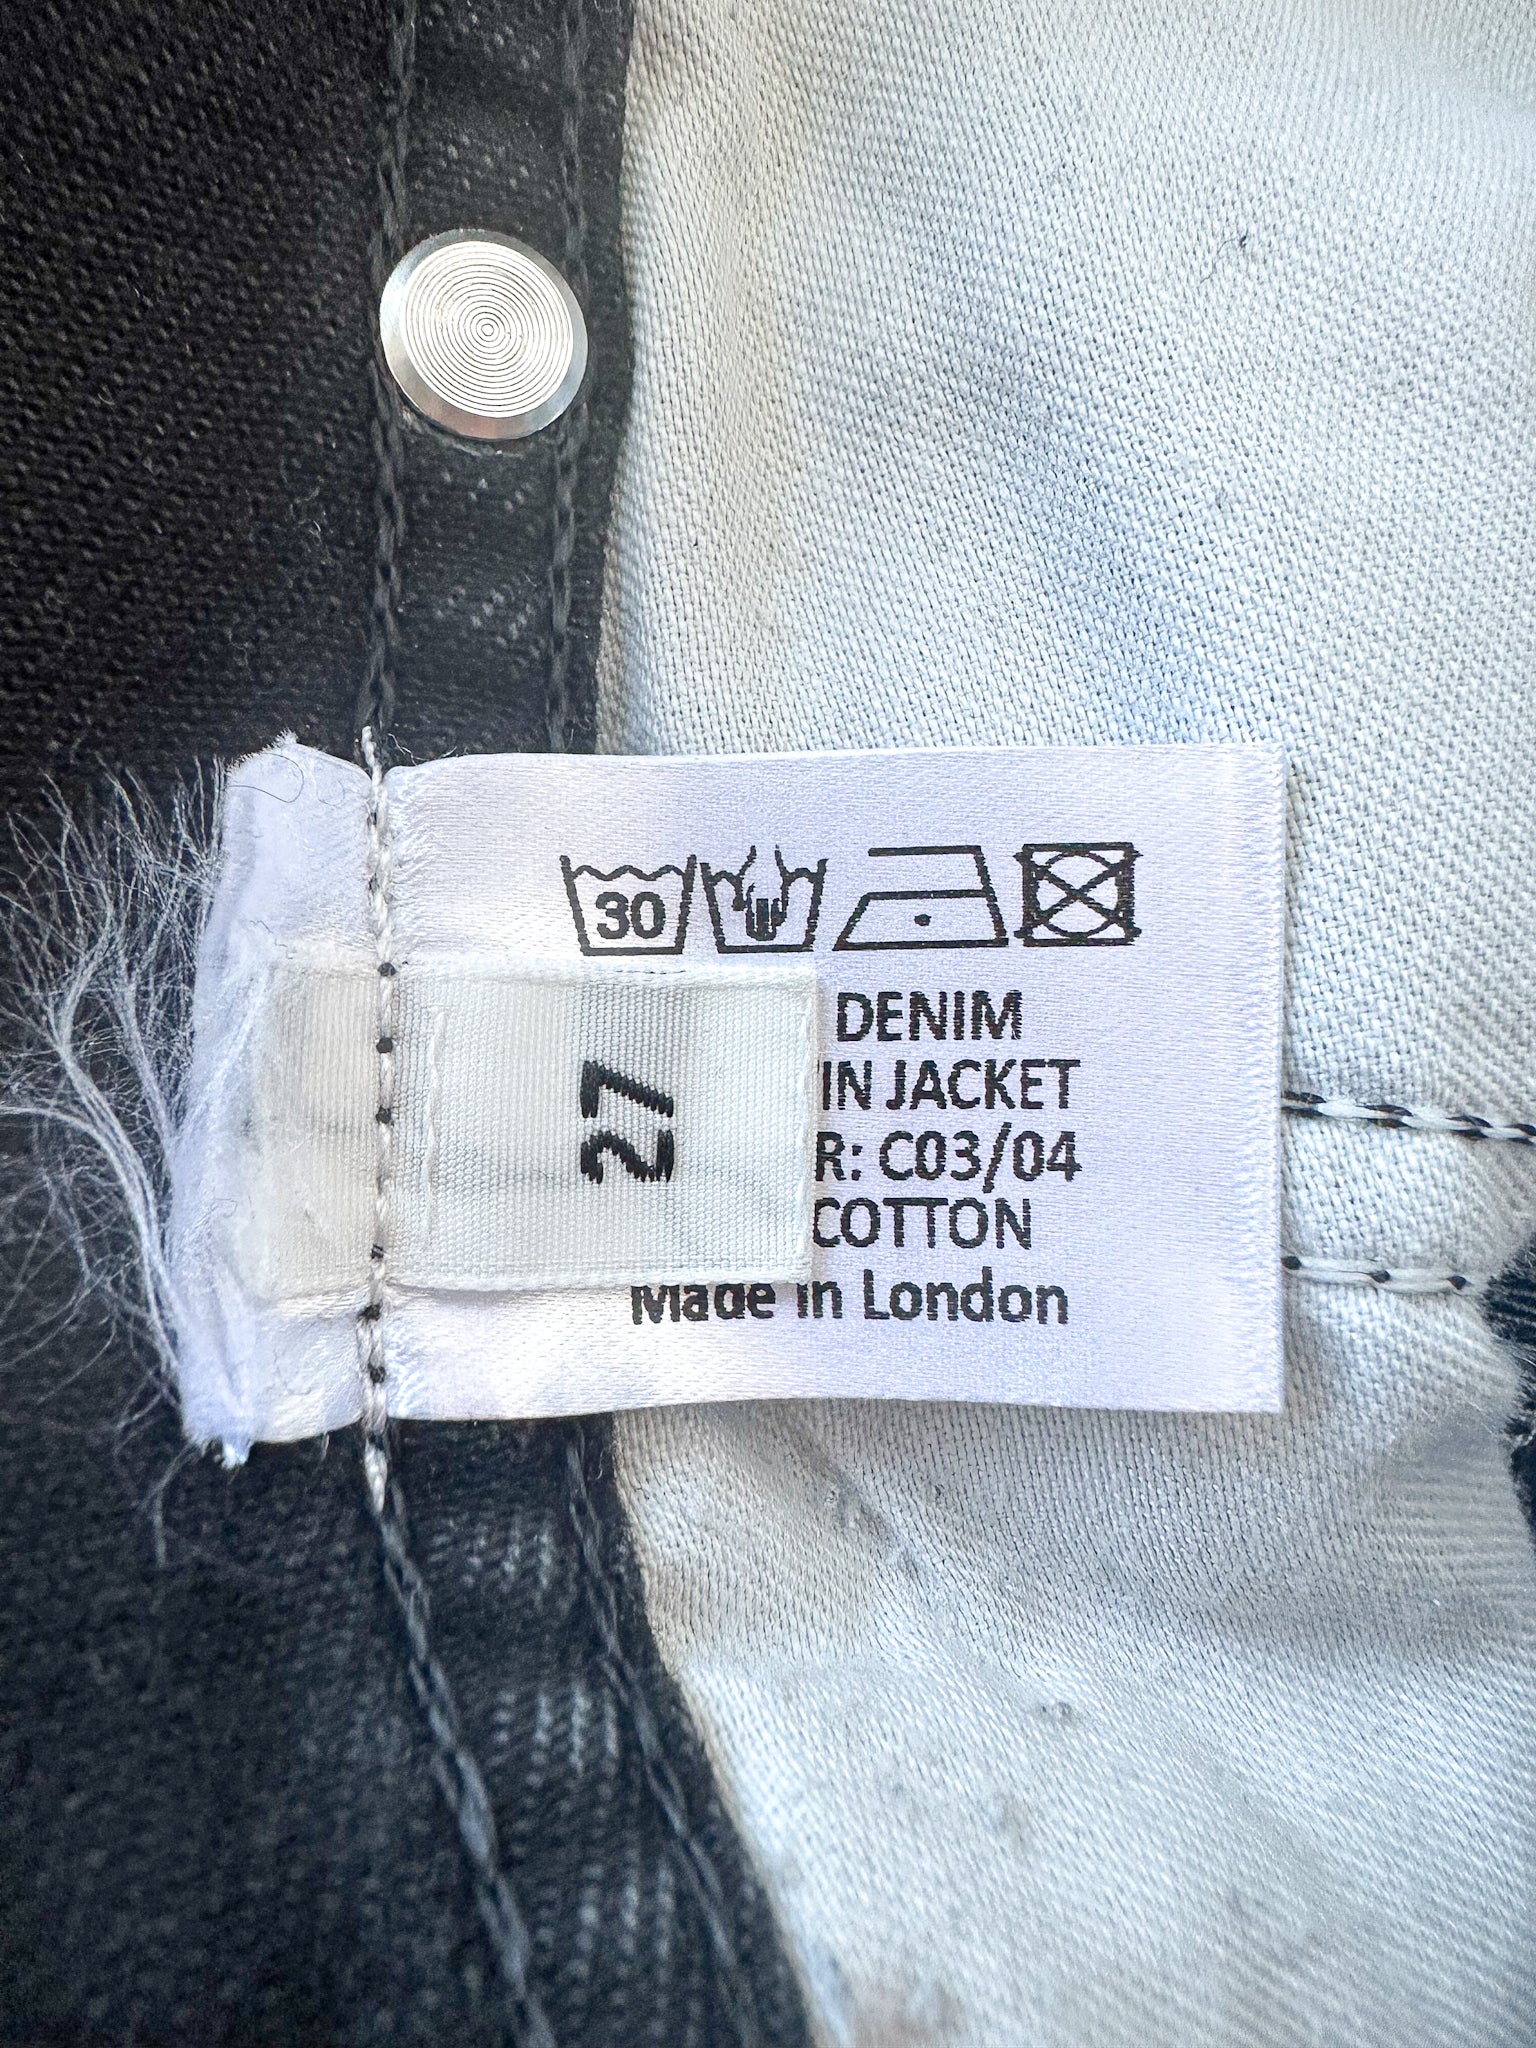 30
27
DENIM
IN JACKET
R: C03/04
COTTON
Made in London